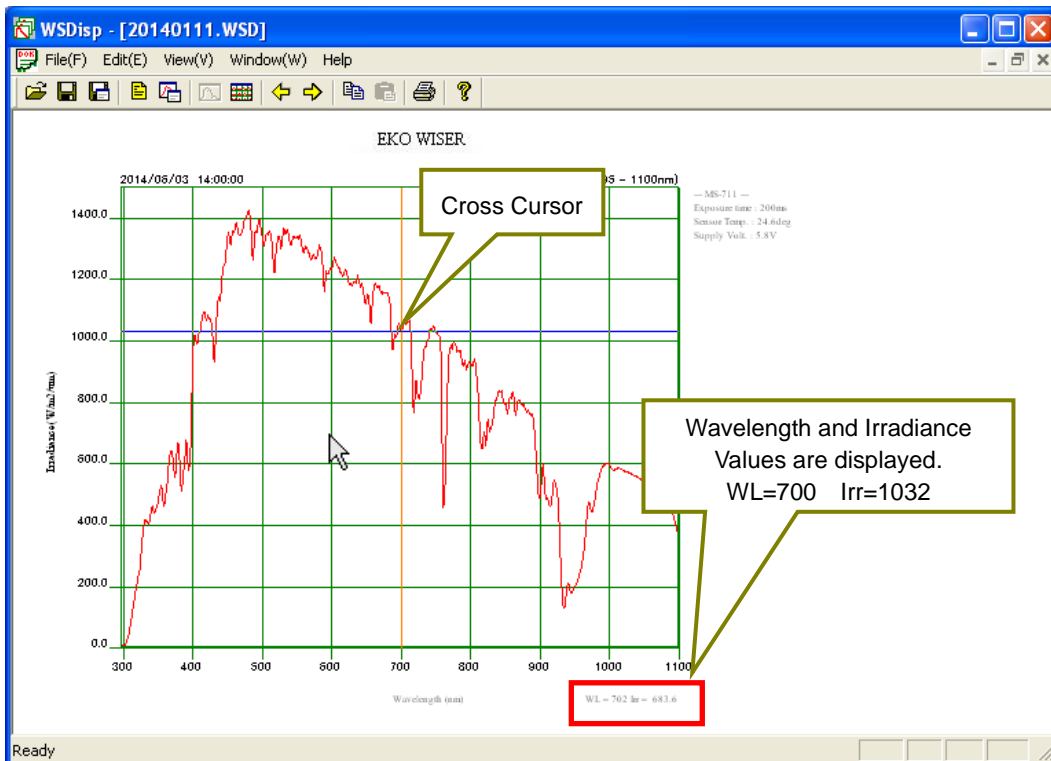 WSDisp - [20140111.WSD]
File(F) Edit(E) View(V) Window(W) Help
EKO WISER
2014/06/03 14:00:00
- 1100nm)
Cross Cursor
— MS-711 —
Exposure time : 200ms
Sensor Temp. : 24.6deg
Supply Volt. : 5.8V
1400.0
1200.0
1000.0
800.0
600.0
400.0
200.0
0.0
Irradiance(W/m2/um)
Wavelength and Irradiance
Values are displayed.
WL=700 Irr=1032
300 400 500 600 700 800 900 1000 1100
Wavelength (nm)
WL = 702 Irr = 683.6
Ready